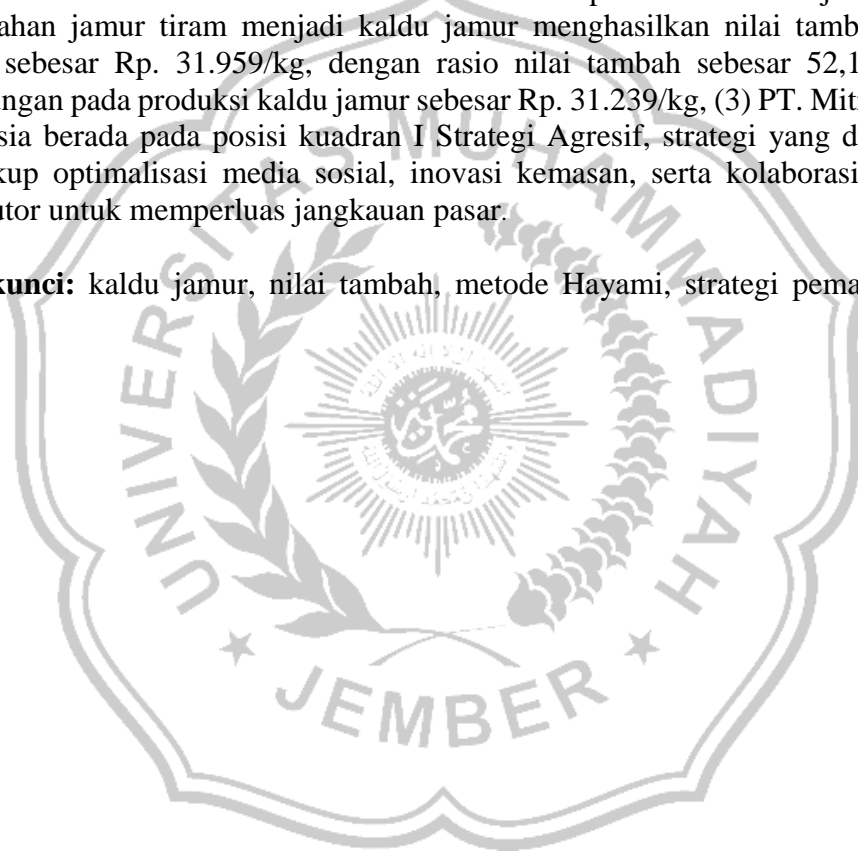 ahan jamur tiram menjadi kaldu jamur menghasilkan nilai tamb
sebesar Rp. 31.959/kg, dengan rasio nilai tambah sebesar 52,1
ungan pada produksi kaldu jamur sebesar Rp. 31.239/kg, (3) PT. Mit
sia berada pada posisi kuadran I Strategi Agresif, strategi yang d
kup optimalisasi media sosial, inovasi kemasan, serta kolaborasi
utor untuk memperluas jangkauan pasar.
kunci: kaldu jamur, nilai tambah, metode Hayami, strategi pema
UNIVERSITAS MUHAMMADIYAH
JEMBER